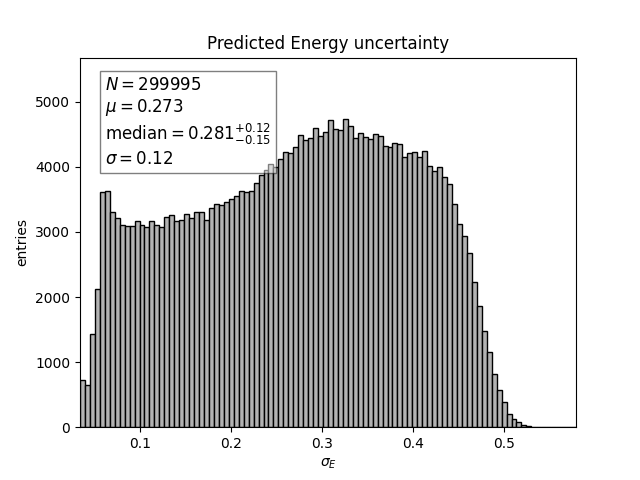 Predicted Energy uncertainty
N = 299995
μ = 0.273
median = 0.281 +0.12 −0.15
σ = 0.12
5000
4000
3000
2000
1000
0
entries
0.1 0.2 0.3 0.4 0.5
σ_E